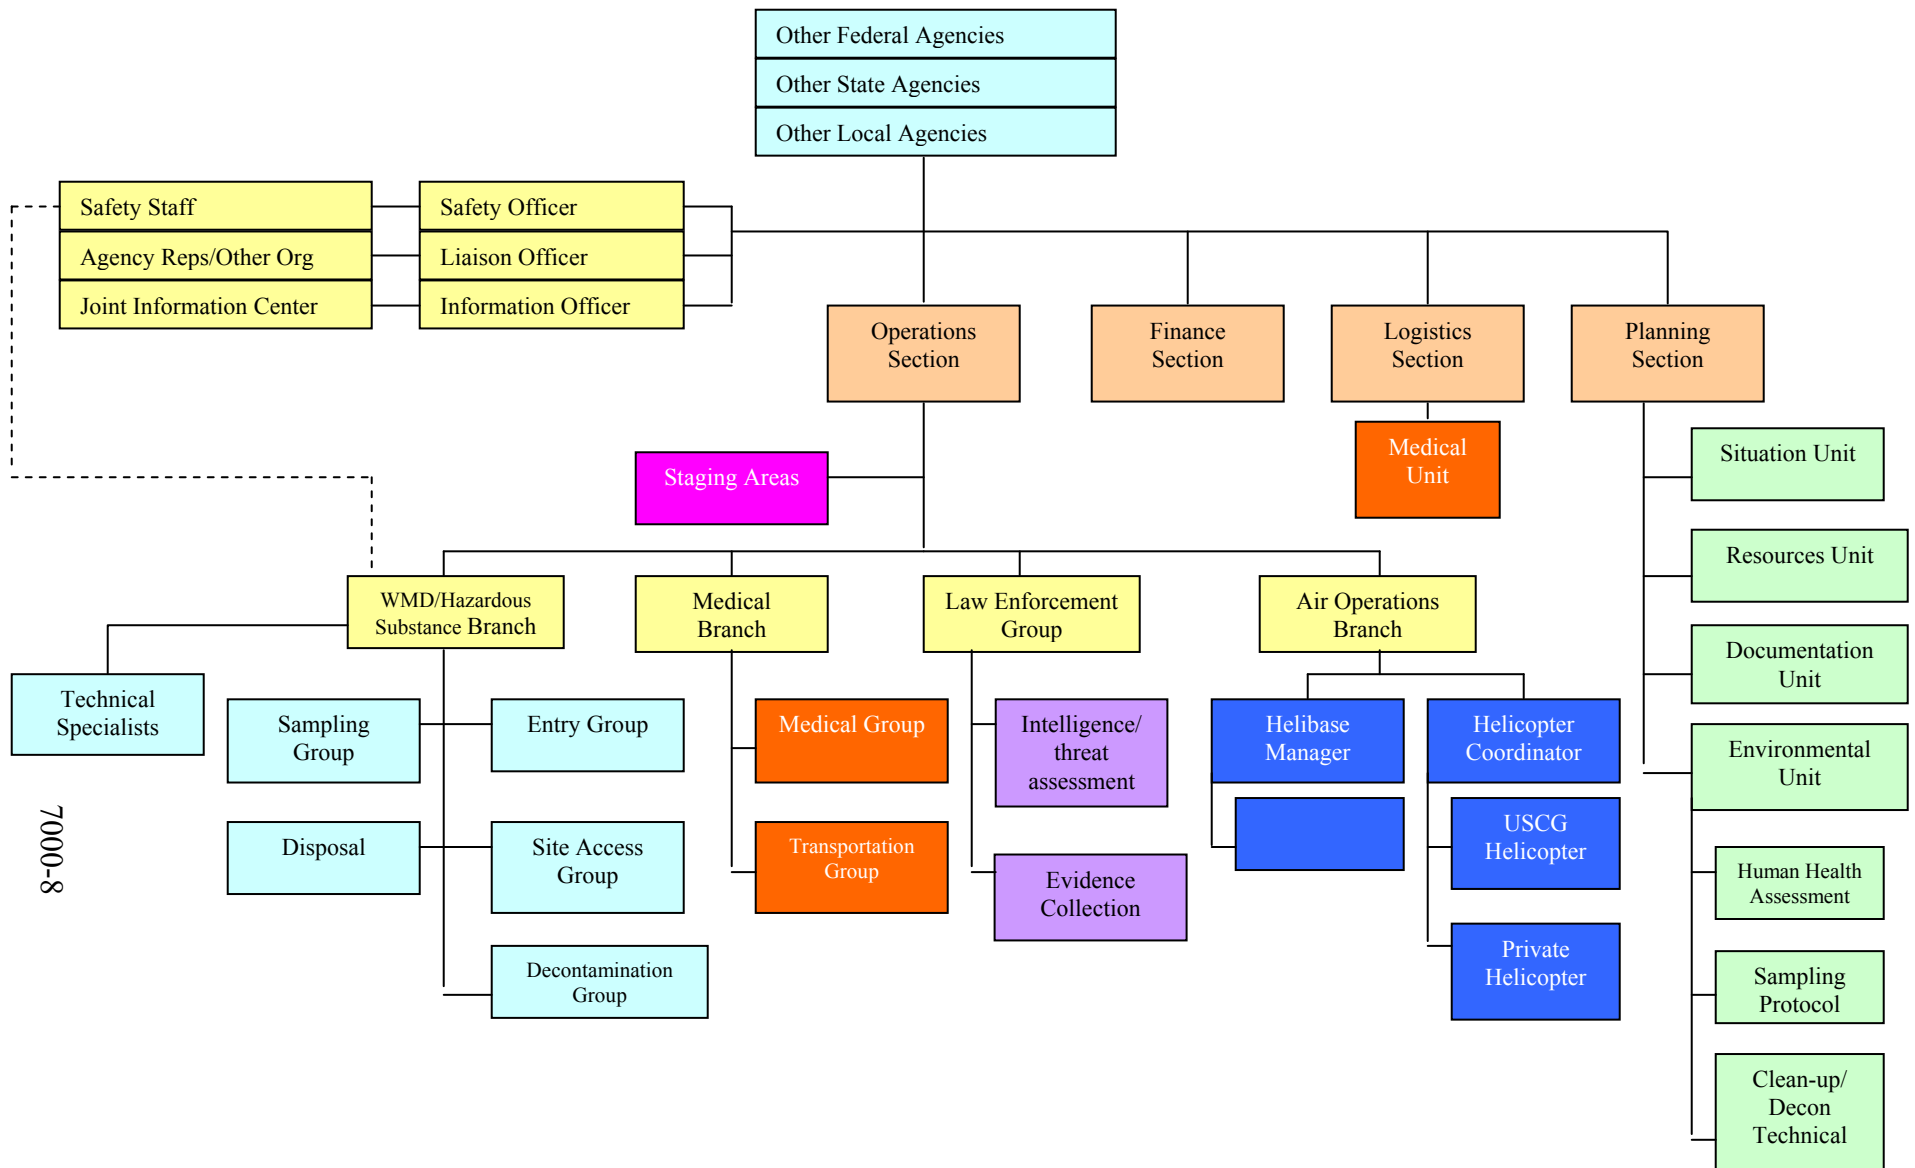 Other Federal Agencies
Other State Agencies
Other Local Agencies
Safety Staff
Safety Officer
Agency Reps/Other Org
Liaison Officer
Joint Information Center
Information Officer
Operations
Section
Finance
Section
Logistics
Section
Planning
Section
Staging Areas
Medical
Unit
Situation Unit
Resources Unit
Documentation
Unit
Environmental
Unit
Human Health
Assessment
Sampling
Protocol
Clean-up/
Decon
Technical
WMD/Hazardous
Substance Branch
Medical
Branch
Law Enforcement
Group
Air Operations
Branch
Technical
Specialists
Sampling
Group
Entry Group
Disposal
Site Access
Group
Decontamination
Group
Medical Group
Transportation
Group
Intelligence/
threat
assessment
Evidence
Collection
Helibase
Manager
Helicopter
Coordinator
USCG
Helicopter
Private
Helicopter
7000-8